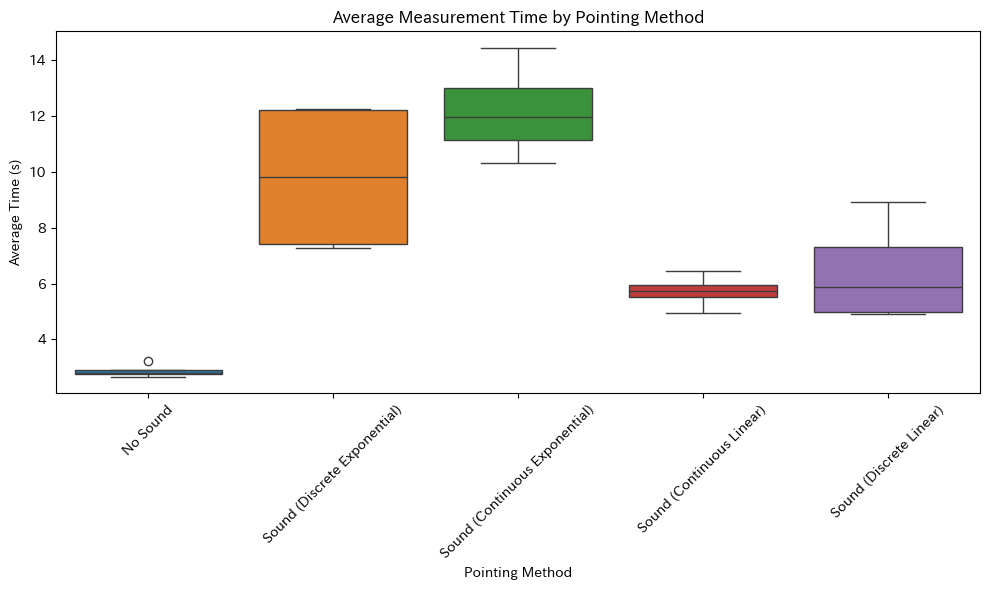 Average Measurement Time by Pointing Method
Average Time (s)
14
12
10
8
6
4
No Sound
Sound (Discrete Exponential)
Sound (Continuous Exponential)
Sound (Continuous Linear)
Sound (Discrete Linear)
Pointing Method